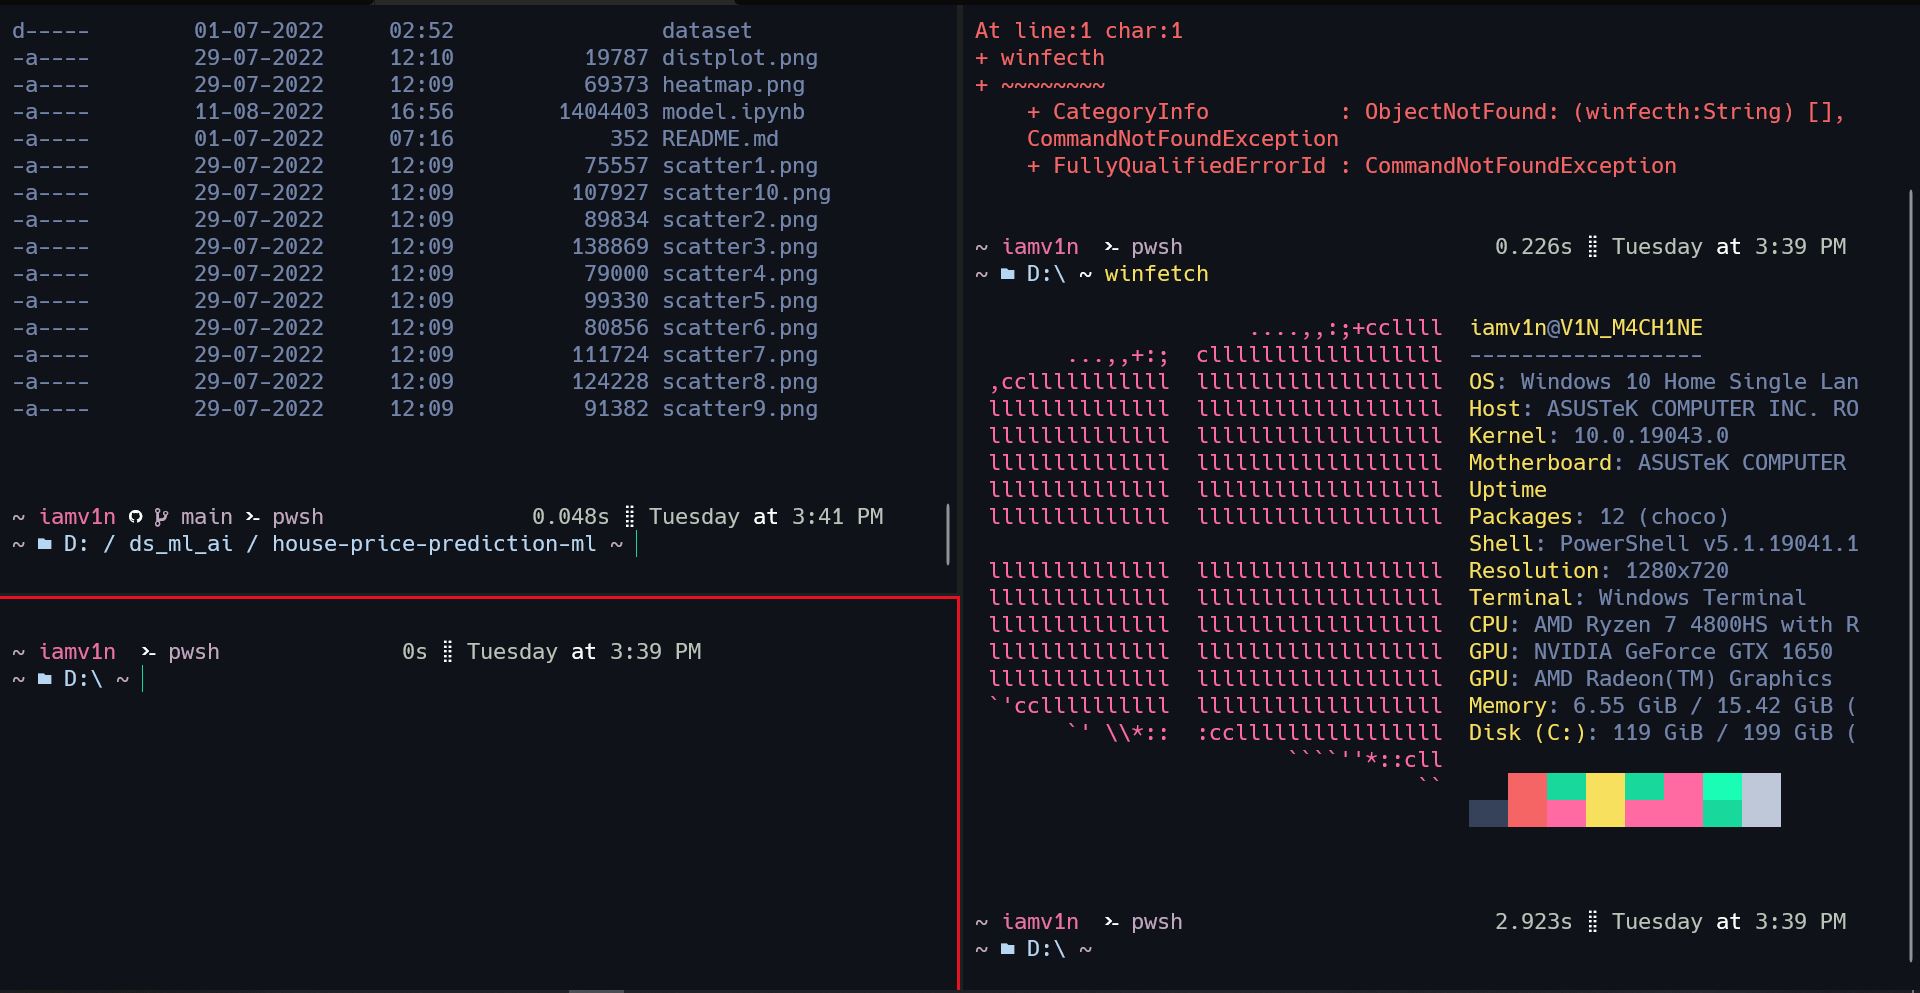 d-----        01-07-2022     02:52                dataset
-a----        29-07-2022     12:10          19787 distplot.png
-a----        29-07-2022     12:09          69373 heatmap.png
-a----        11-08-2022     16:56        1404403 model.ipynb
-a----        01-07-2022     07:16            352 README.md
-a----        29-07-2022     12:09          75557 scatter1.png
-a----        29-07-2022     12:09         107927 scatter10.png
-a----        29-07-2022     12:09          89834 scatter2.png
-a----        29-07-2022     12:09         138869 scatter3.png
-a----        29-07-2022     12:09          79000 scatter4.png
-a----        29-07-2022     12:09          99330 scatter5.png
-a----        29-07-2022     12:09          80856 scatter6.png
-a----        29-07-2022     12:09         111724 scatter7.png
-a----        29-07-2022     12:09         124228 scatter8.png
-a----        29-07-2022     12:09          91382 scatter9.png
~ iamv1n main pwsh 0.048s Tuesday at 3:41 PM
~ D: / ds_ml_ai / house-price-prediction-ml ~
~ iamv1n pwsh 0s Tuesday at 3:39 PM
~ D:\ ~
At line:1 char:1
+ winfecth
+ ~~~~~~~~
    + CategoryInfo          : ObjectNotFound: (winfecth:String) [],
    CommandNotFoundException
    + FullyQualifiedErrorId : CommandNotFoundException
~ iamv1n pwsh 0.226s Tuesday at 3:39 PM
~ D:\ ~ winfetch
                    ....,,:;+ccllll  iamv1n@V1N_M4CH1NE
      ...,,+:;  clllllllllllllllllll  ------------------
,ccllllllllllll  lllllllllllllllllll  OS: Windows 10 Home Single Lan
llllllllllllll  lllllllllllllllllll  Host: ASUSTeK COMPUTER INC. RO
llllllllllllll  lllllllllllllllllll  Kernel: 10.0.19043.0
llllllllllllll  lllllllllllllllllll  Motherboard: ASUSTeK COMPUTER
llllllllllllll  lllllllllllllllllll  Uptime
llllllllllllll  lllllllllllllllllll  Packages: 12 (choco)
Shell: PowerShell v5.1.19041.1
llllllllllllll  lllllllllllllllllll  Resolution: 1280x720
llllllllllllll  lllllllllllllllllll  Terminal: Windows Terminal
llllllllllllll  lllllllllllllllllll  CPU: AMD Ryzen 7 4800HS with R
llllllllllllll  lllllllllllllllllll  GPU: NVIDIA GeForce GTX 1650
llllllllllllll  lllllllllllllllllll  GPU: AMD Radeon(TM) Graphics
`'ccllllllllll  lllllllllllllllllll  Memory: 6.55 GiB / 15.42 GiB (
      `' \\*::  :ccllllllllllllllll  Disk (C:): 119 GiB / 199 GiB (
                       ````''*::cll
                                 ``
~ iamv1n pwsh 2.923s Tuesday at 3:39 PM
~ D:\ ~